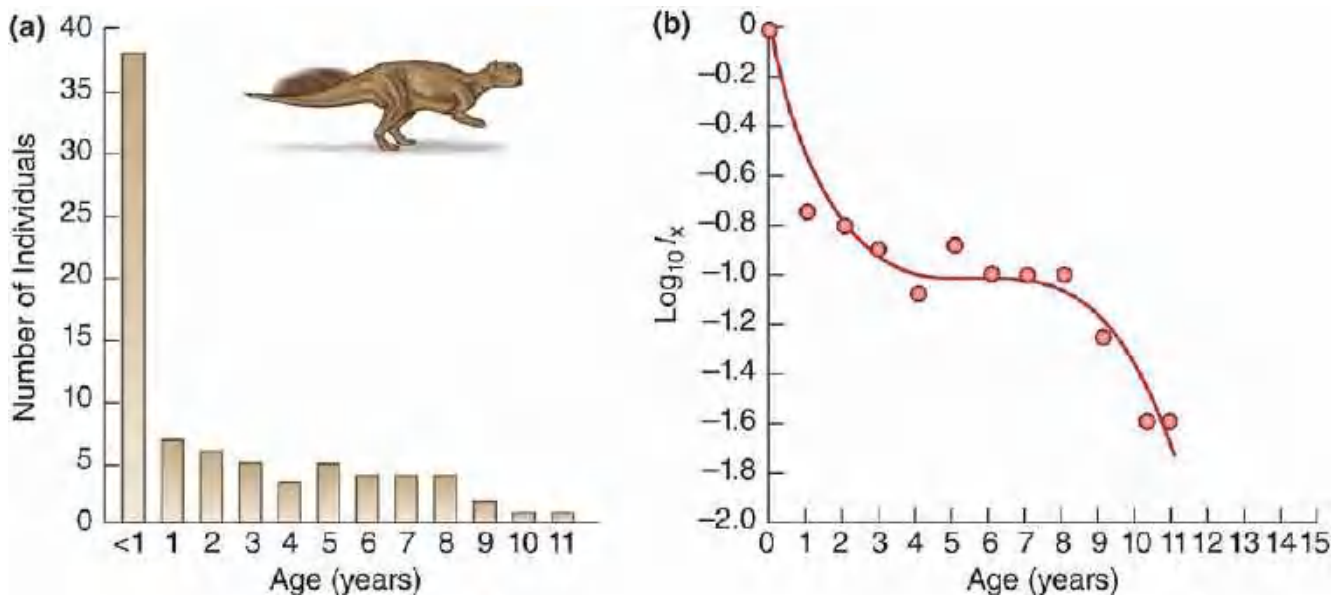 (a)
Number of Individuals
40
35
30
25
20
15
10
5
0
<1 1 2 3 4 5 6 7 8 9 10 11
Age (years)
(b)
Log10 lx
0
−0.2
−0.4
−0.6
−0.8
−1.0
−1.2
−1.4
−1.6
−1.8
−2.0
0 1 2 3 4 5 6 7 8 9 10 11 12 13 14 15
Age (years)